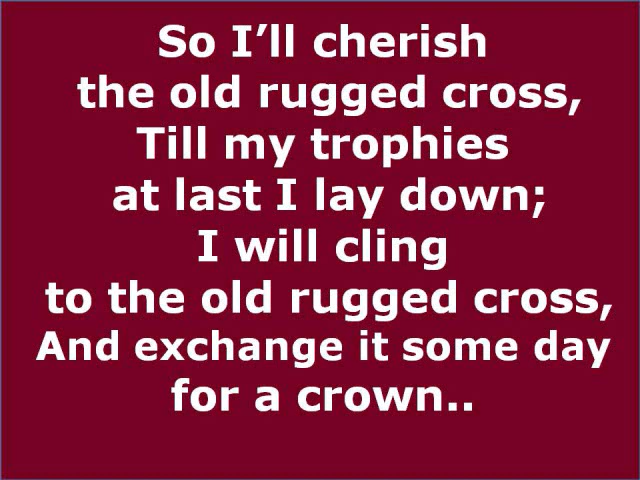 So I’ll cherish
the old rugged cross,
Till my trophies
at last I lay down;
I will cling
to the old rugged cross,
And exchange it some day
for a crown..